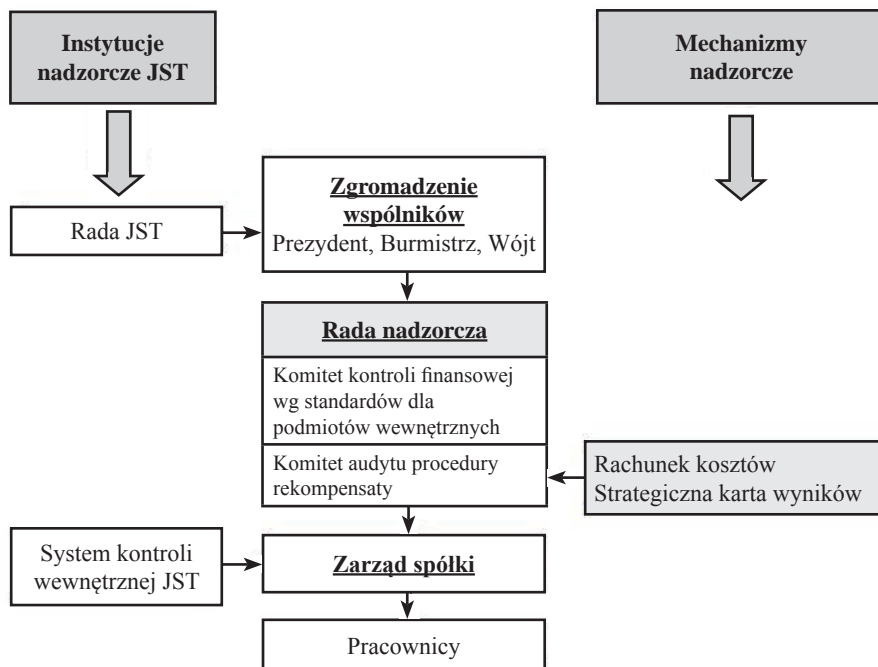 Instytucje
nadzorcze JST
Mechanizmy
nadzorcze
Rada JST
Zgromadzenie
wspólników
Prezydent, Burmistrz, Wójt
Rada nadzorcza
Komitet kontroli finansowej
wg standardów dla
podmiotów wewnętrznych
Komitet audytu procedury
rekompensaty
Rachunek kosztów
Strategiczna karta wyników
System kontroli
wewnętrznej JST
Zarząd spółki
Pracownicy